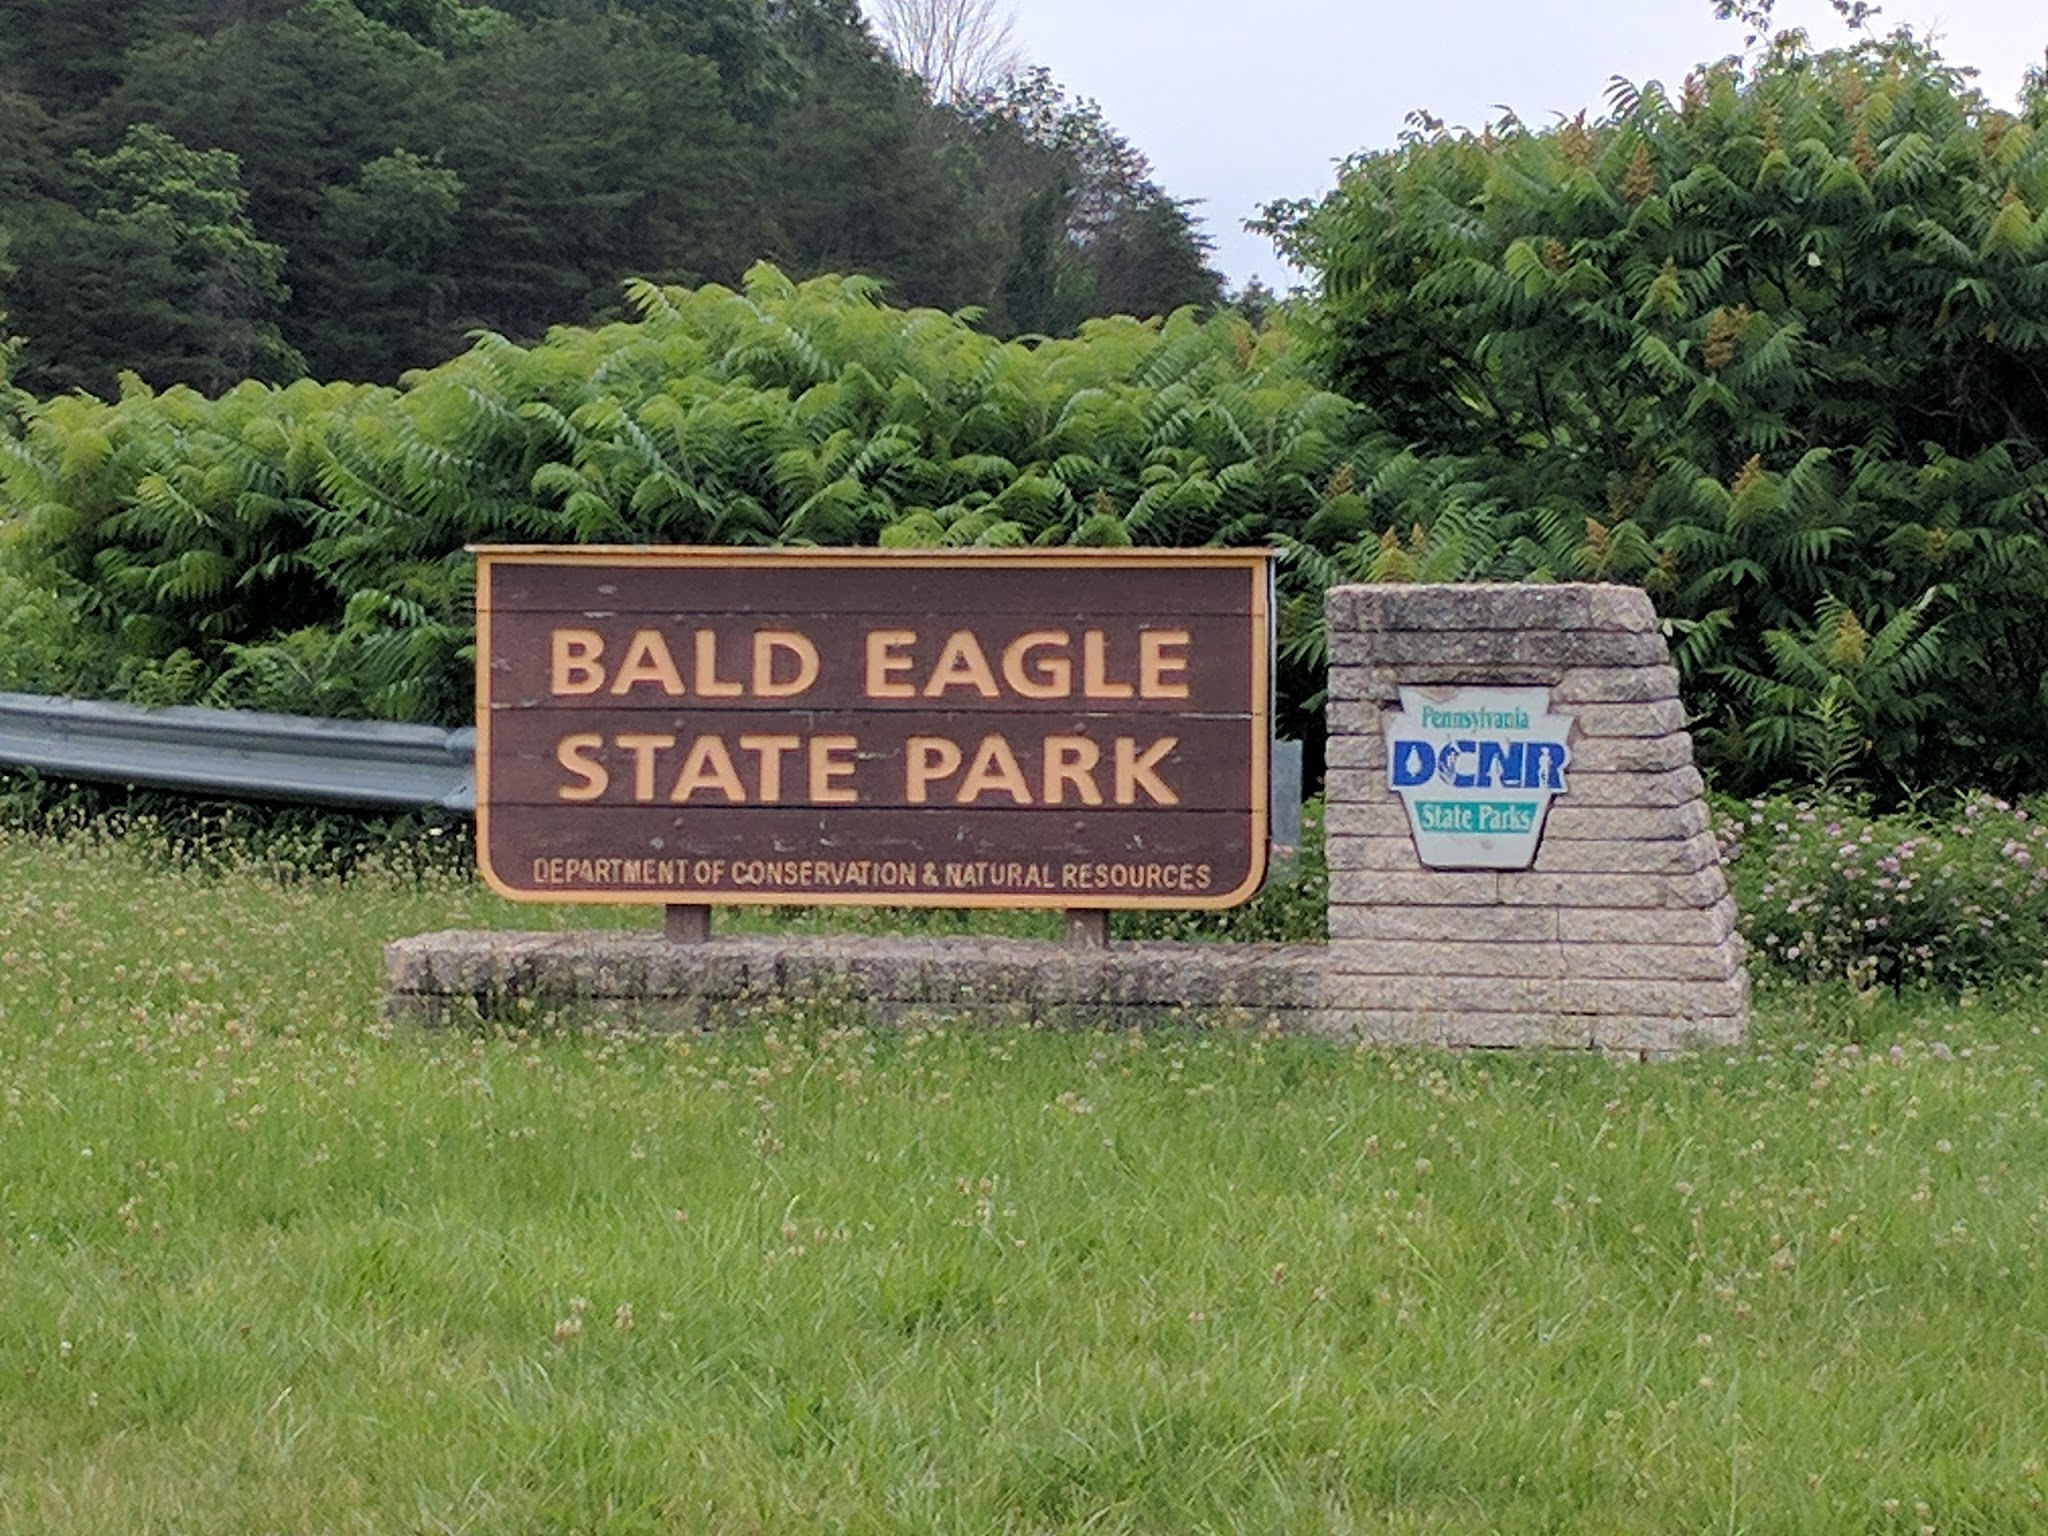 BALD EAGLE
STATE PARK
DEPARTMENT OF CONSERVATION & NATURAL RESOURCES
Pennsylvania
DCNR
State Parks